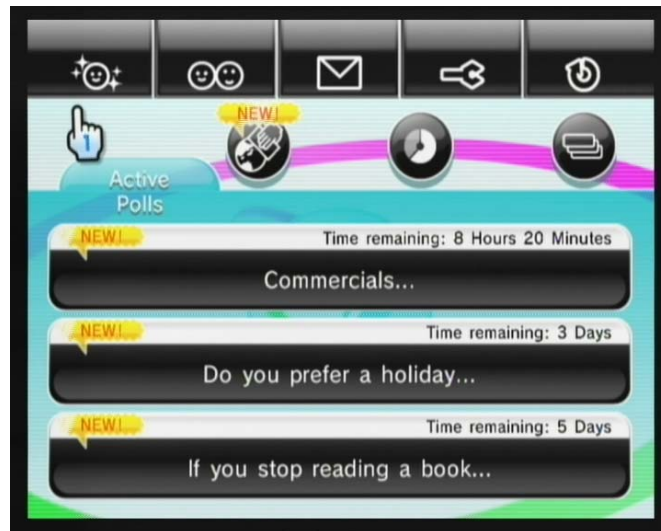 NEW!
1
Active
Polls
NEW!
Time remaining: 8 Hours 20 Minutes
Commercials...
NEW!
Time remaining: 3 Days
Do you prefer a holiday...
NEW!
Time remaining: 5 Days
If you stop reading a book...